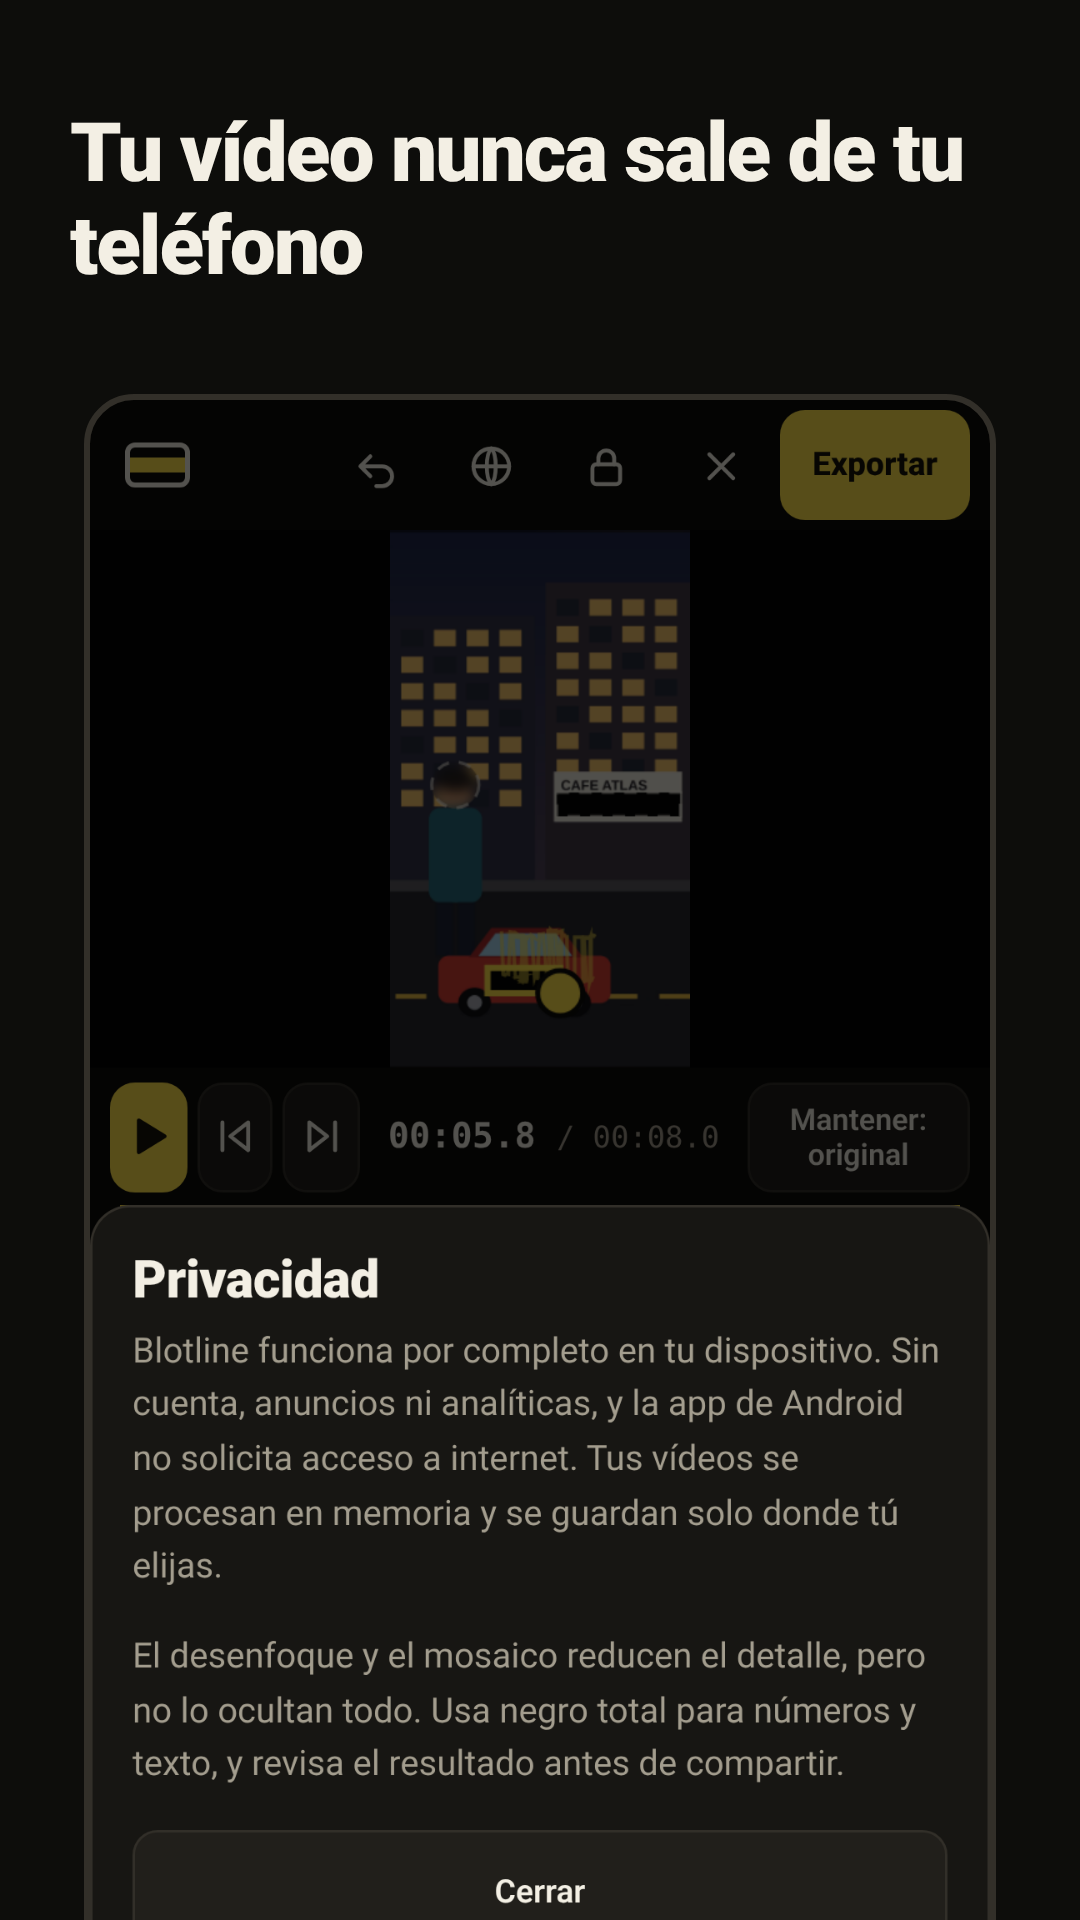 Tu vídeo nunca sale de tu
teléfono
Exportar
CAFE ATLAS
00:05.8 / 00:08.0
Mantener:
original
Privacidad
Blotline funciona por completo en tu dispositivo. Sin
cuenta, anuncios ni analíticas, y la app de Android
no solicita acceso a internet. Tus vídeos se
procesan en memoria y se guardan solo donde tú
elijas.
El desenfoque y el mosaico reducen el detalle, pero
no lo ocultan todo. Usa negro total para números y
texto, y revisa el resultado antes de compartir.
Cerrar